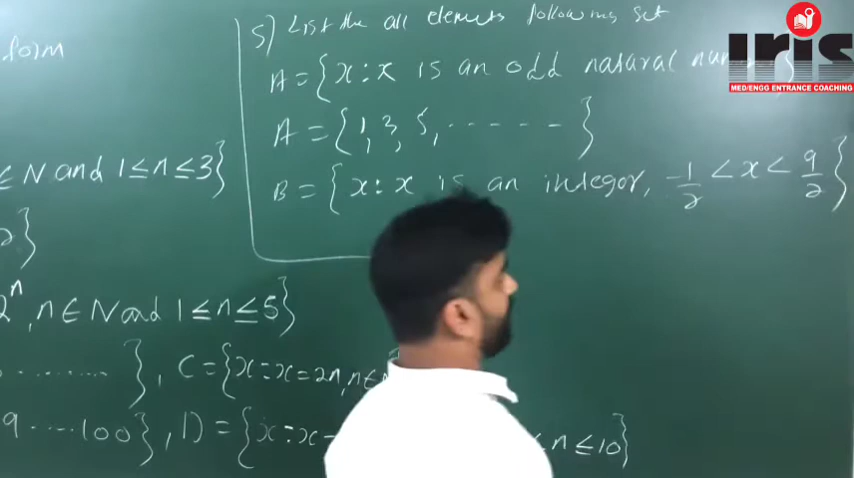 form
∈ N and 1 ≤ n ≤ 3}
}
2ⁿ, n ∈ N and 1 ≤ n ≤ 5}
.......... }, C = {x : x = 2n, n ∈
9 ....100}, D = {x : x = n ≤ 10}
5) List the all elements following set
A = {x : x is an odd natural }
A = {1, 3, 5, ------ }
B = {x : x is an integer, -1/2 < x < 9/2}
IRIS
MED/ENGG ENTRANCE COACHING